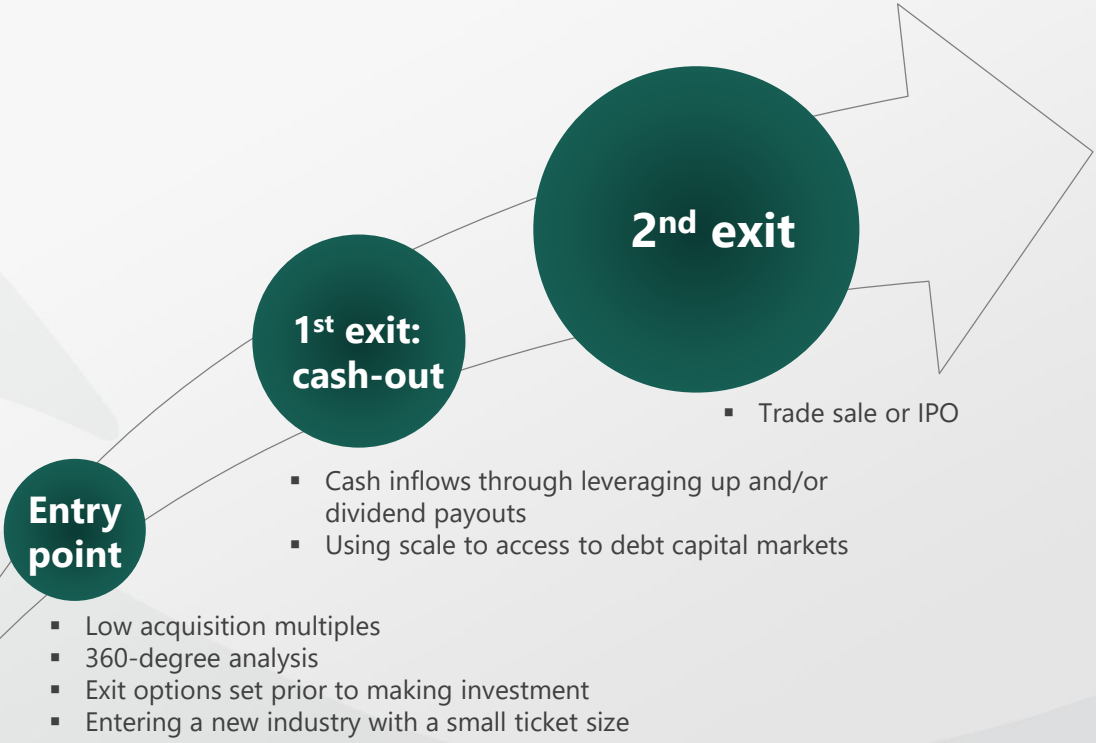 2nd exit
1st exit:
cash-out
▪ Trade sale or IPO
▪ Cash inflows through leveraging up and/or
dividend payouts
▪ Using scale to access to debt capital markets
Entry
point
▪ Low acquisition multiples
▪ 360-degree analysis
▪ Exit options set prior to making investment
▪ Entering a new industry with a small ticket size